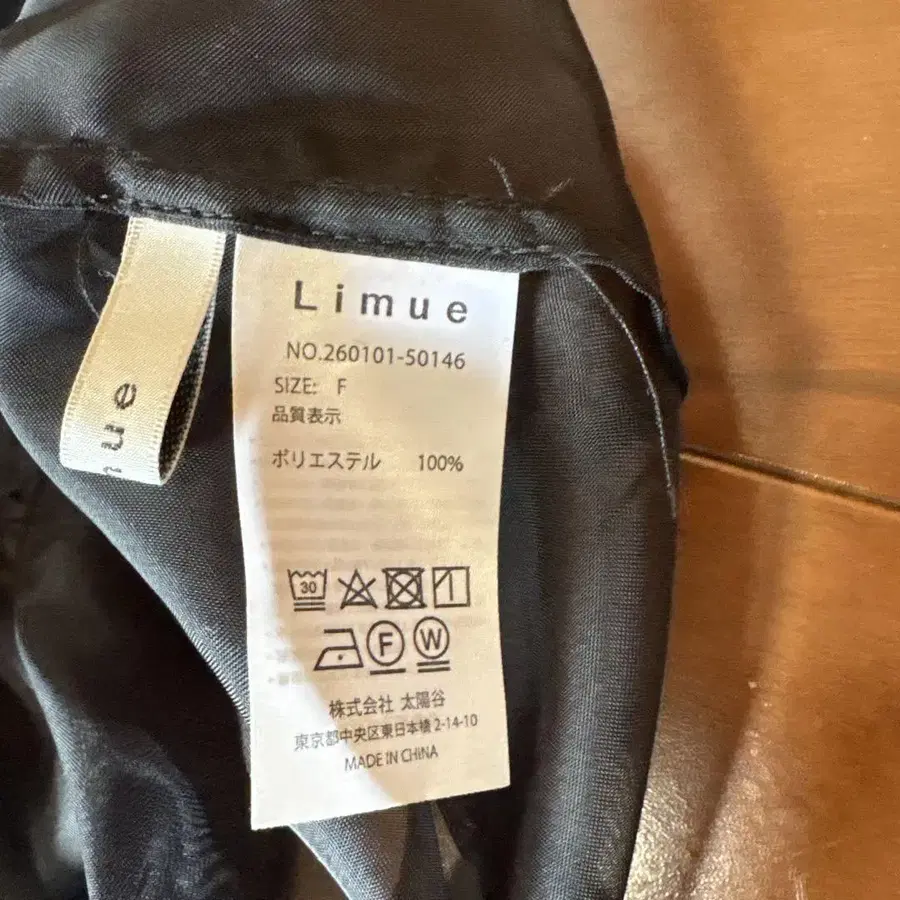 Limue
NO.260101-50146
SIZE: F
品質表示
ポリエステル 100%
30
F W
株式会社 太陽谷
東京都中央区東日本橋 2-14-10
MADE IN CHINA